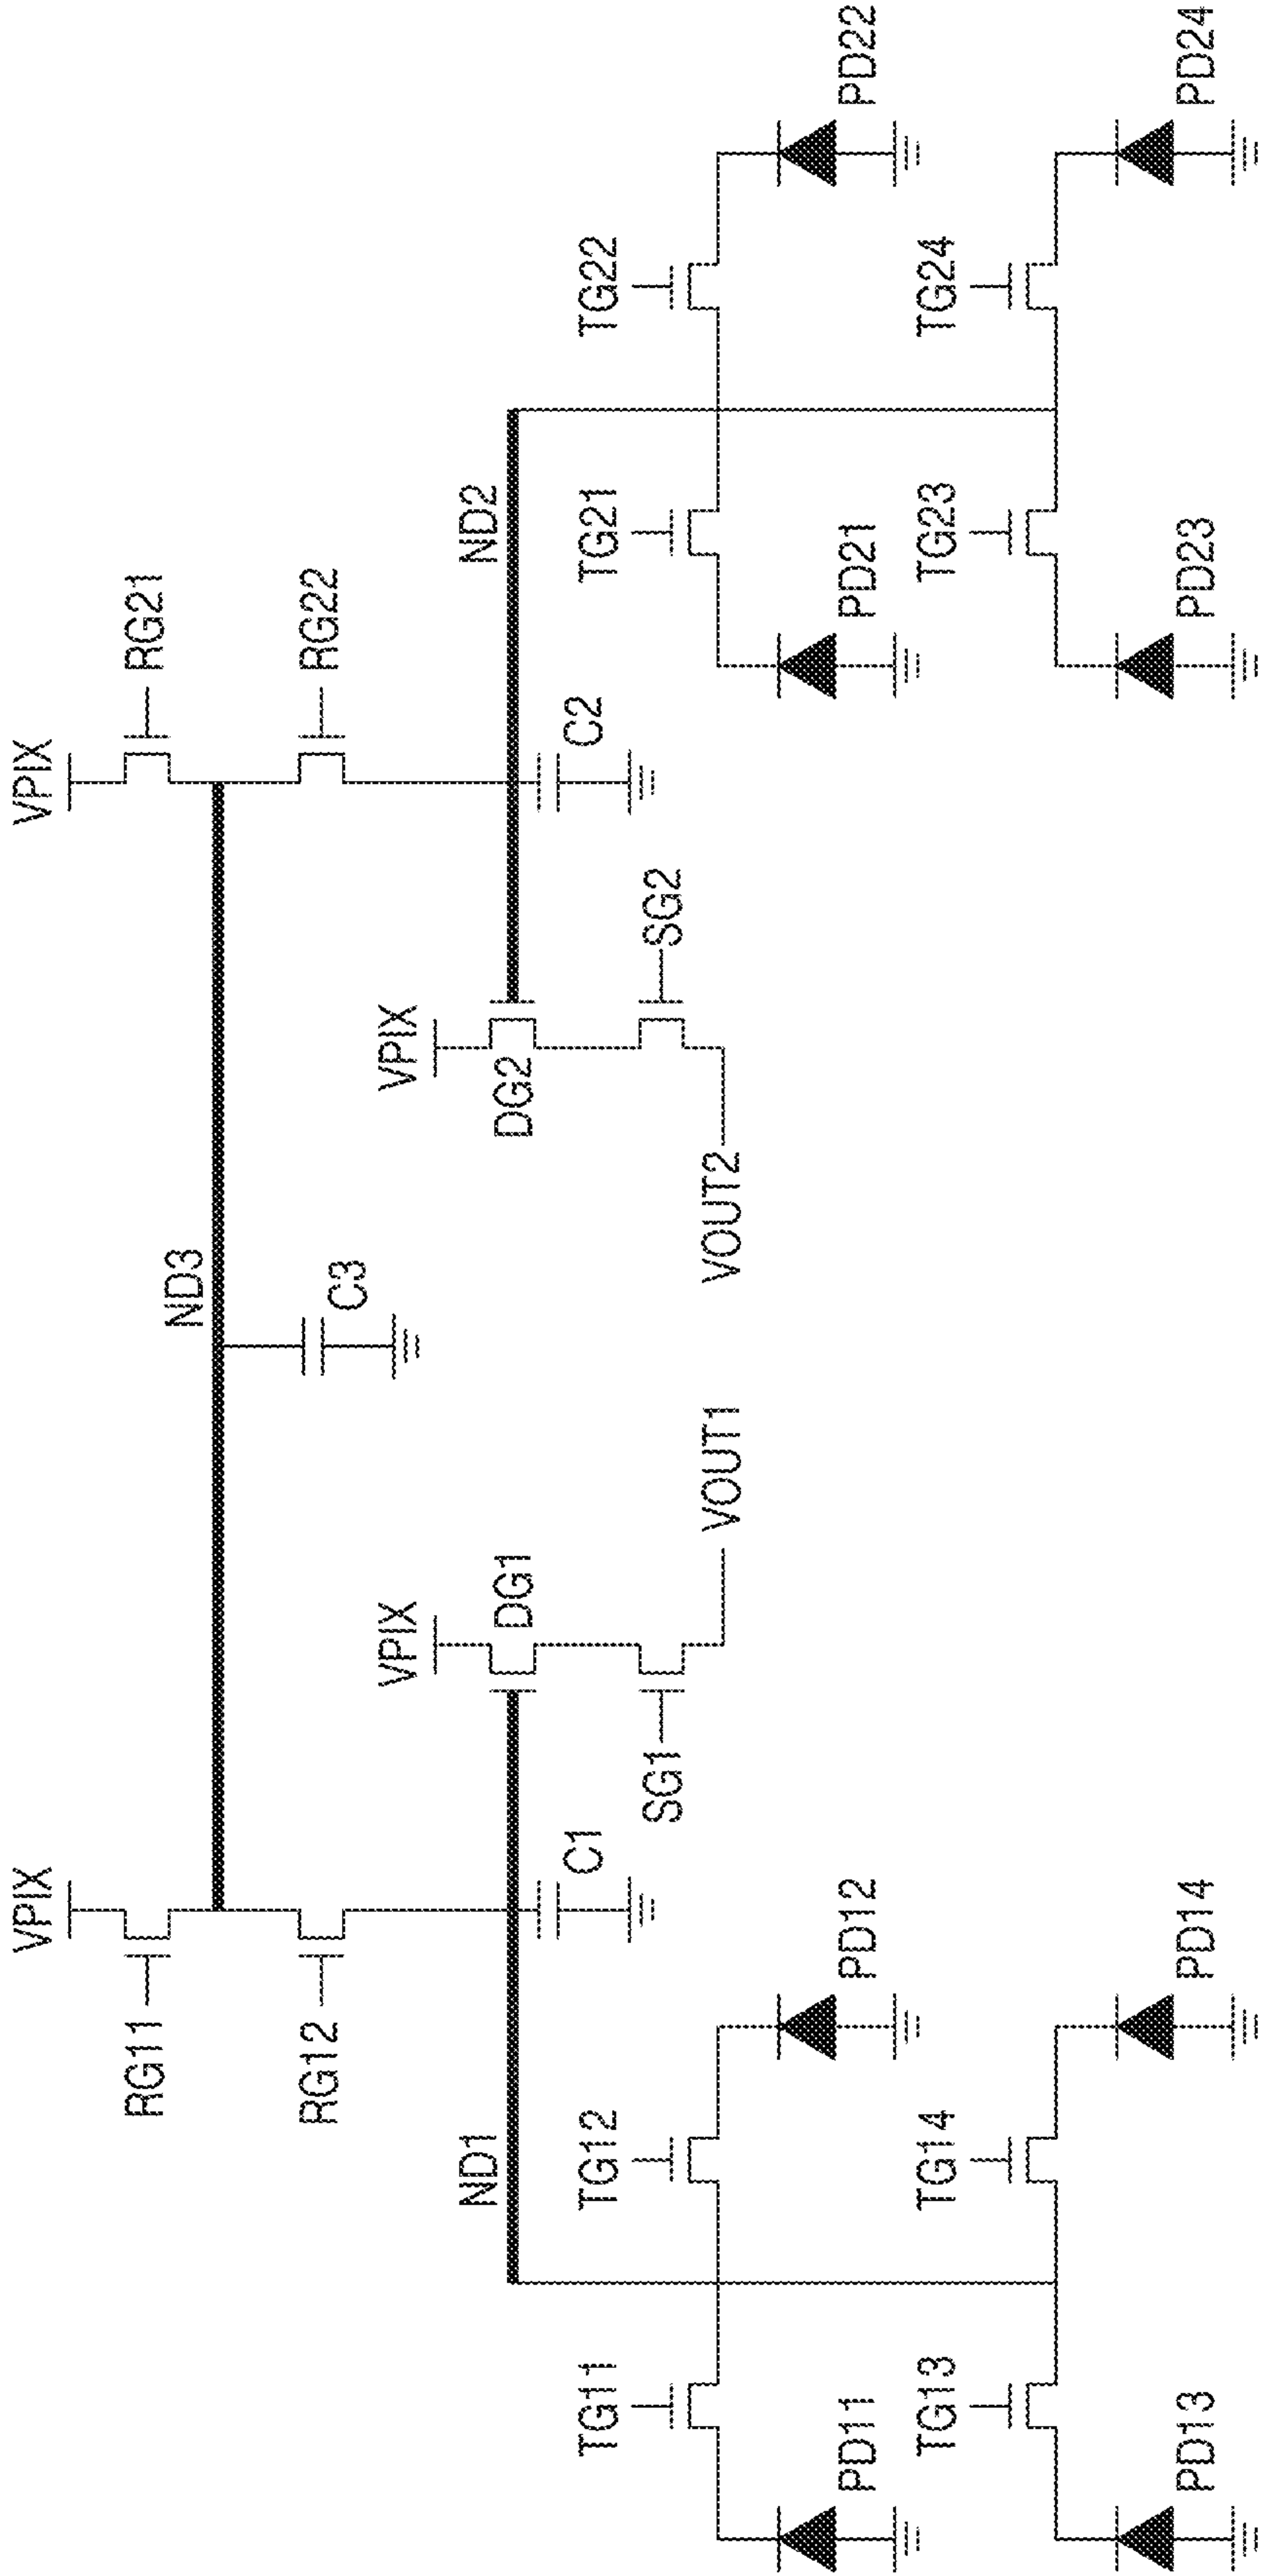 VPIX
VPIX
RG11
RG21
ND3
RG12
RG22
C3
VPIX
VPIX
ND1
DG1
DG2
ND2
C1
C2
TG11
TG12
TG21
TG22
SG1
SG2
VOUT1
VOUT2
PD11
PD12
PD21
PD22
TG13
TG14
TG23
TG24
PD13
PD14
PD23
PD24